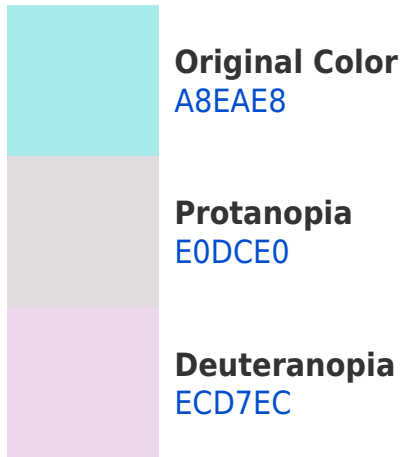 Original Color
A8EAE8
Protanopia
E0DCE0
Deuteranopia
ECD7EC